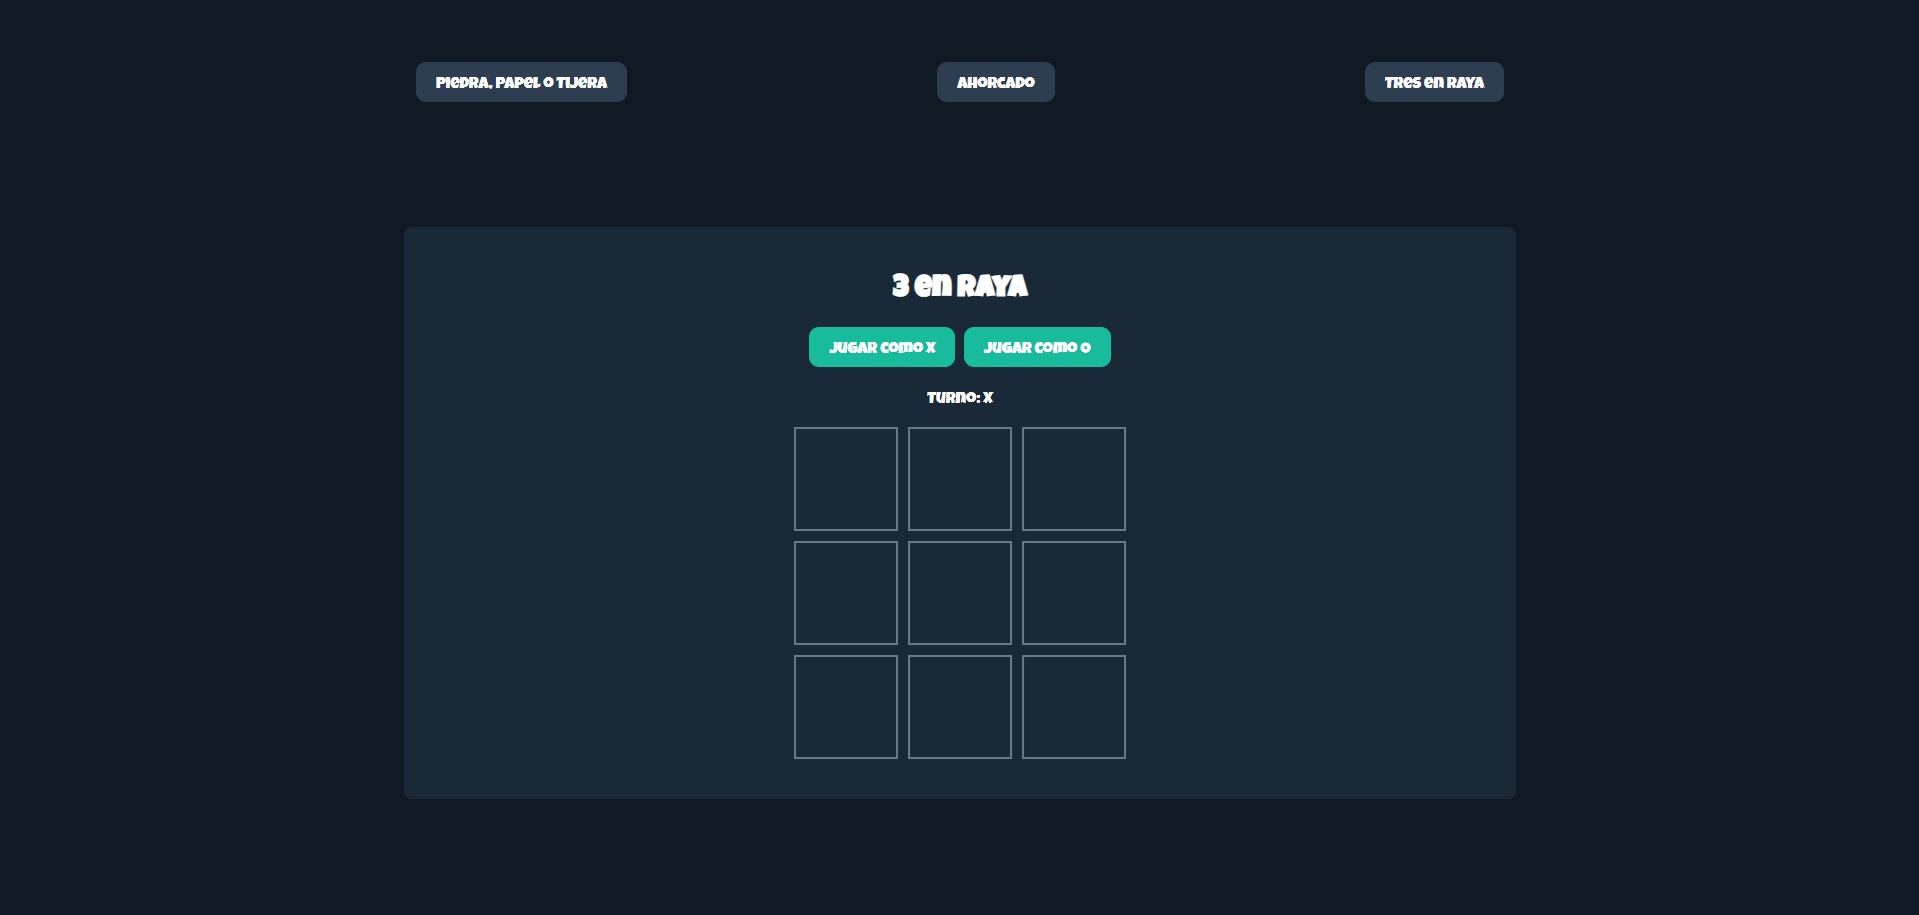 Piedra, Papel o Tijera
Ahorcado
Tres en Raya
3 en Raya
Jugar como X
Jugar como O
Turno: X